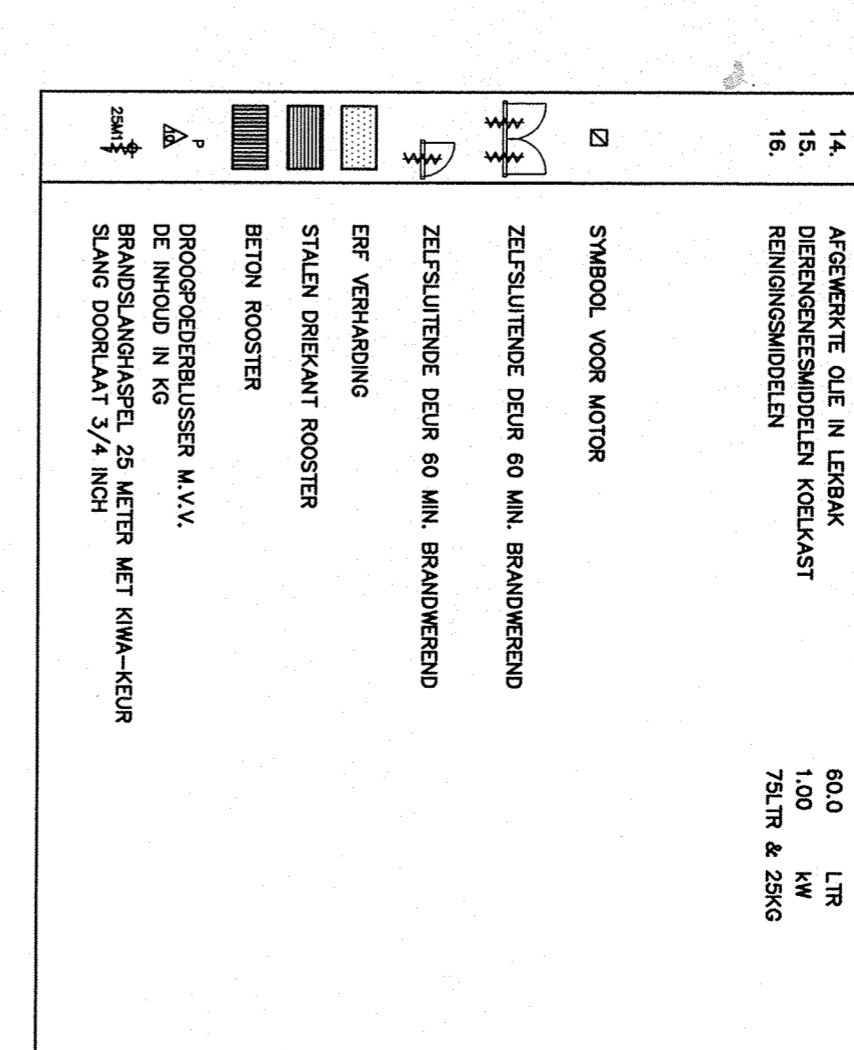 14. AFGEWERKTE OLIE IN LEKBAK 60.0 LTR
15. DIERENGENEESMIDDELEN KOELKAST 1.00 kW
16. REINIGINGSMIDDELEN 75LTR & 25KG
SYMBOOL VOOR MOTOR
ZELFSLUITENDE DEUR 60 MIN. BRANDWEREND
ZELFSLUITENDE DEUR 60 MIN. BRANDWEREND
ERF VERHARDING
STALEN DRIEKANT ROOSTER
BETON ROOSTER
P
10
DROOGPOEDERBLUSSER M.V.V.
DE INHOUD IN KG
25M1 BRANDSLANGHASPEL 25 METER MET KIWA-KEUR
SLANG DOORLAAT 3/4 INCH